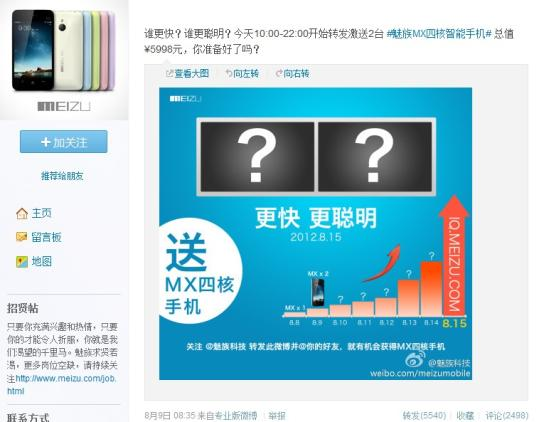 MEIZU
+加关注
推荐给朋友
主页
留言板
地图
招贤帖
只要你充满兴趣和热情，只要
你的才能令人折服，你就是我
们渴望的千里马。魅族求贤若
渴，更多岗位空缺，请持续关
注http://www.meizu.com/job.
html
联系方式
谁更快？谁更聪明？今天10:00-22:00开始转发激送2台 #魅族MX四核智能手机# 总值
¥5998元，你准备好了吗？
查看大图 向左转 向右转
MEIZU
? ?
更快 更聪明
2012.8.15
送
MX四核
手机
IQ.MEIZU.COM
MX x 1
MX x 2
? ? ? ? ?
8.8 8.9 8.10 8.11 8.12 8.13 8.14 8.15
关注 @魅族科技 转发此微博并@你的好友，就有机会获得MX四核手机
@魅族科技
weibo.com/meizumobile
8月9日 08:35 来自专业版微博 | 举报
转发(5540) | 收藏 | 评论(2498)